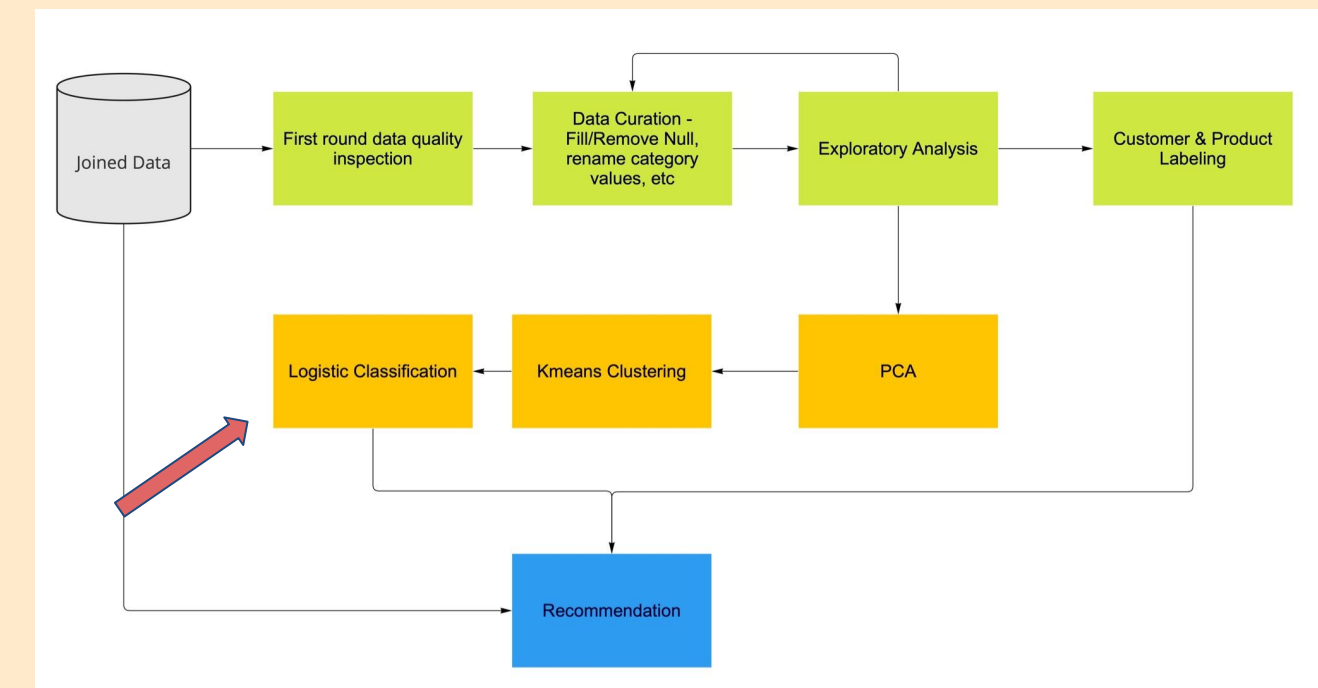 Joined Data
First round data quality
inspection
Data Curation -
Fill/Remove Null,
rename category
values, etc
Exploratory Analysis
Customer & Product
Labeling
Logistic Classification
Kmeans Clustering
PCA
Recommendation